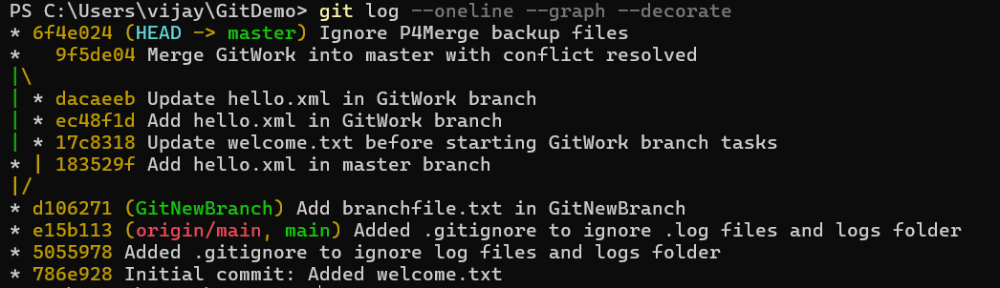 PS C:\Users\vijay\GitDemo> git log --oneline --graph --decorate
* 6f4e024 (HEAD -> master) Ignore P4Merge backup files
*   9f5de04 Merge GitWork into master with conflict resolved
|\
| * dacaeeb Update hello.xml in GitWork branch
| * ec48f1d Add hello.xml in GitWork branch
| * 17c8318 Update welcome.txt before starting GitWork branch tasks
* | 183529f Add hello.xml in master branch
|/
* d106271 (GitNewBranch) Add branchfile.txt in GitNewBranch
* e15b113 (origin/main, main) Added .gitignore to ignore .log files and logs folder
* 5055978 Added .gitignore to ignore log files and logs folder
* 786e928 Initial commit: Added welcome.txt